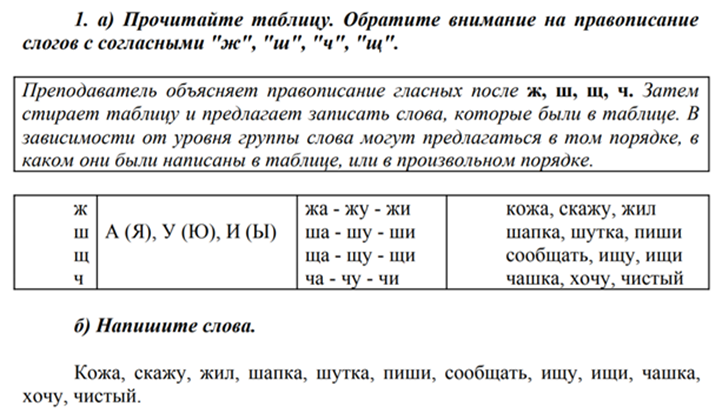 1. а) Прочитайте таблицу. Обратите внимание на правописание
слогов с согласными "ж", "ш", "ч", "щ".
Преподаватель объясняет правописание гласных после ж, ш, щ, ч. Затем
стирает таблицу и предлагает записать слова, которые были в таблице. В
зависимости от уровня группы слова могут предлагаться в том порядке, в
каком они были написаны в таблице, или в произвольном порядке.
ж жа - жу - жи кожа, скажу, жил
ш А (Я), У (Ю), И (Ы) ша - шу - ши шапка, шутка, пиши
щ ща - щу - щи сообщать, ищу, ищи
ч ча - чу - чи чашка, хочу, чистый
б) Напишите слова.
Кожа, скажу, жил, шапка, шутка, пиши, сообщать, ищу, ищи, чашка,
хочу, чистый.